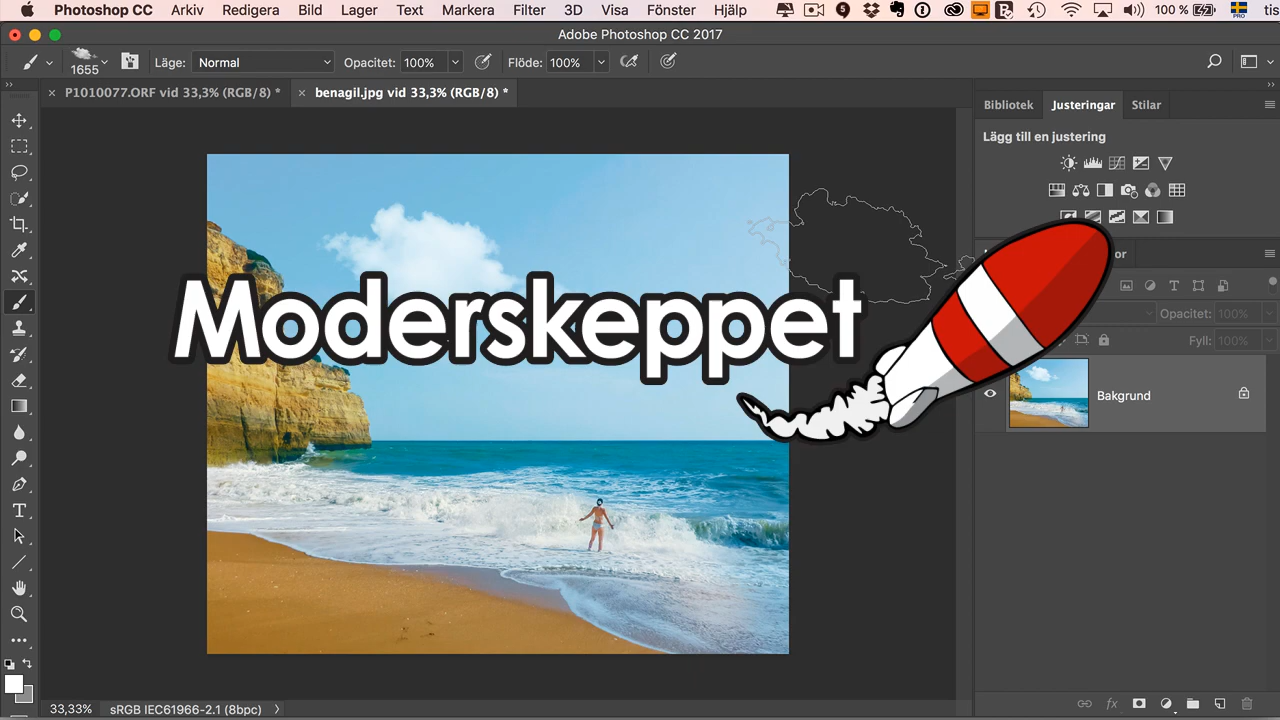 Photoshop CC Arkiv Redigera Bild Lager Text Markera Filter 3D Visa Fönster Hjälp 100 % tis
Adobe Photoshop CC 2017
1655 Läge: Normal Opacitet: 100% Flöde: 100%
P1010077.ORF vid 33,3% (RGB/8) * benagil.jpg vid 33,3% (RGB/8) *
Bibliotek Justeringar Stilar
Lägg till en justering
Moderskeppet
Opacitet: 100%
Fyll: 100%
Bakgrund
33,33% sRGB IEC61966-2.1 (8bpc)